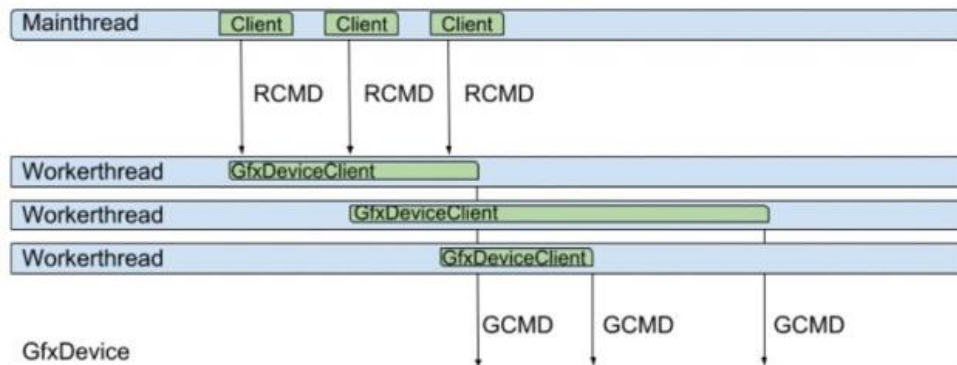 Mainthread Client Client Client
RCMD RCMD RCMD
Workerthread GfxDeviceClient
Workerthread GfxDeviceClient
Workerthread GfxDeviceClient
GCMD GCMD GCMD
GfxDevice